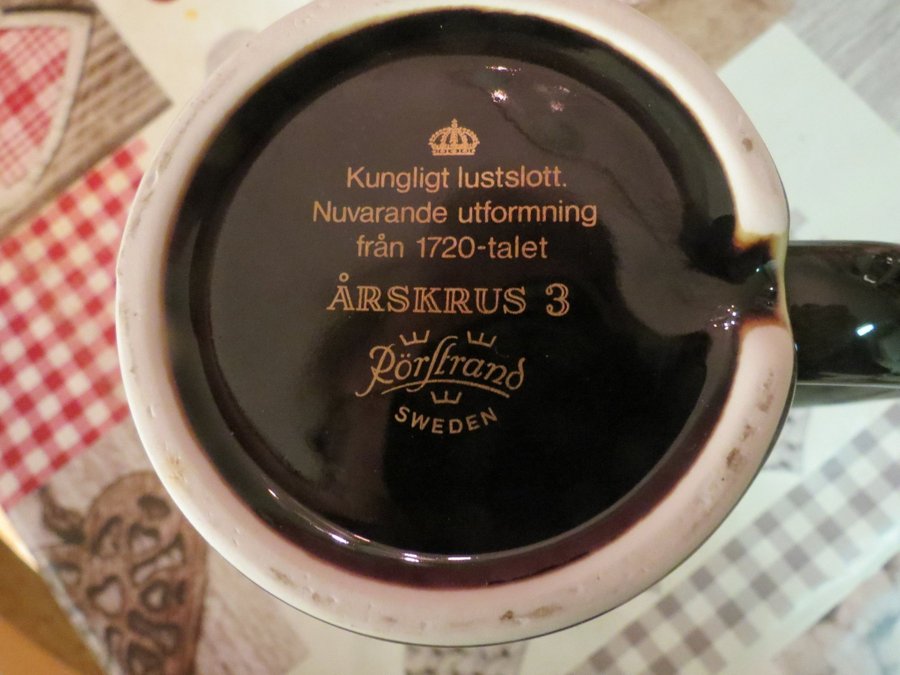 Kungligt lustslott.
Nuvarande utformning
från 1720-talet
ÅRSKRUS 3
Rörstrand
SWEDEN